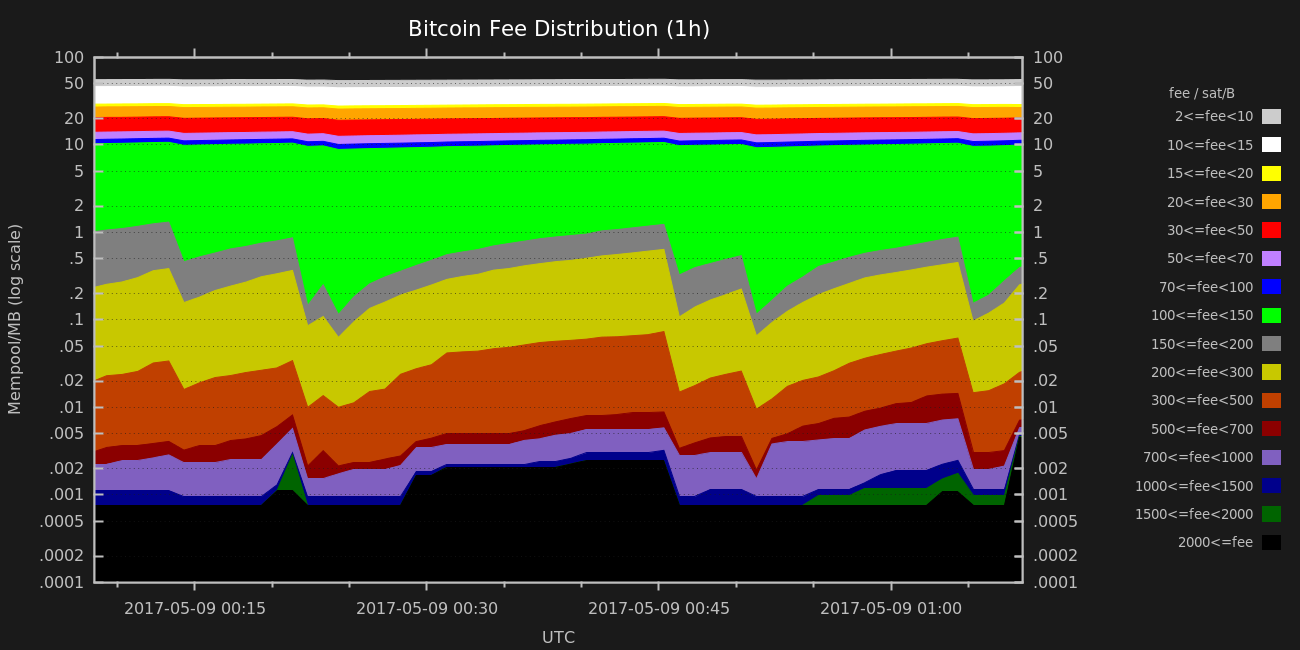 Bitcoin Fee Distribution (1h)
100
50
20
10
5
2
1
.5
.2
.1
.05
.02
.01
.005
.002
.001
.0005
.0002
.0001
Mempool/MB (log scale)
100
50
20
10
5
2
1
.5
.2
.1
.05
.02
.01
.005
.002
.001
.0005
.0002
.0001
2017-05-09 00:15
2017-05-09 00:30
2017-05-09 00:45
2017-05-09 01:00
UTC
fee / sat/B
2<=fee<10
10<=fee<15
15<=fee<20
20<=fee<30
30<=fee<50
50<=fee<70
70<=fee<100
100<=fee<150
150<=fee<200
200<=fee<300
300<=fee<500
500<=fee<700
700<=fee<1000
1000<=fee<1500
1500<=fee<2000
2000<=fee